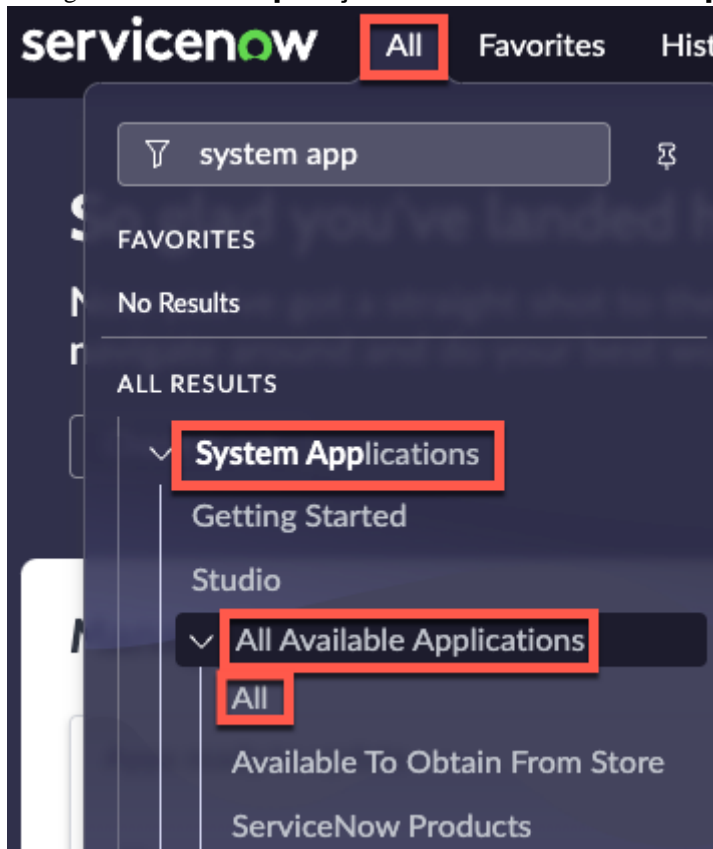 servicenow All Favorites Hist
system app
FAVORITES
No Results
ALL RESULTS
System Applications
Getting Started
Studio
All Available Applications
All
Available To Obtain From Store
ServiceNow Products